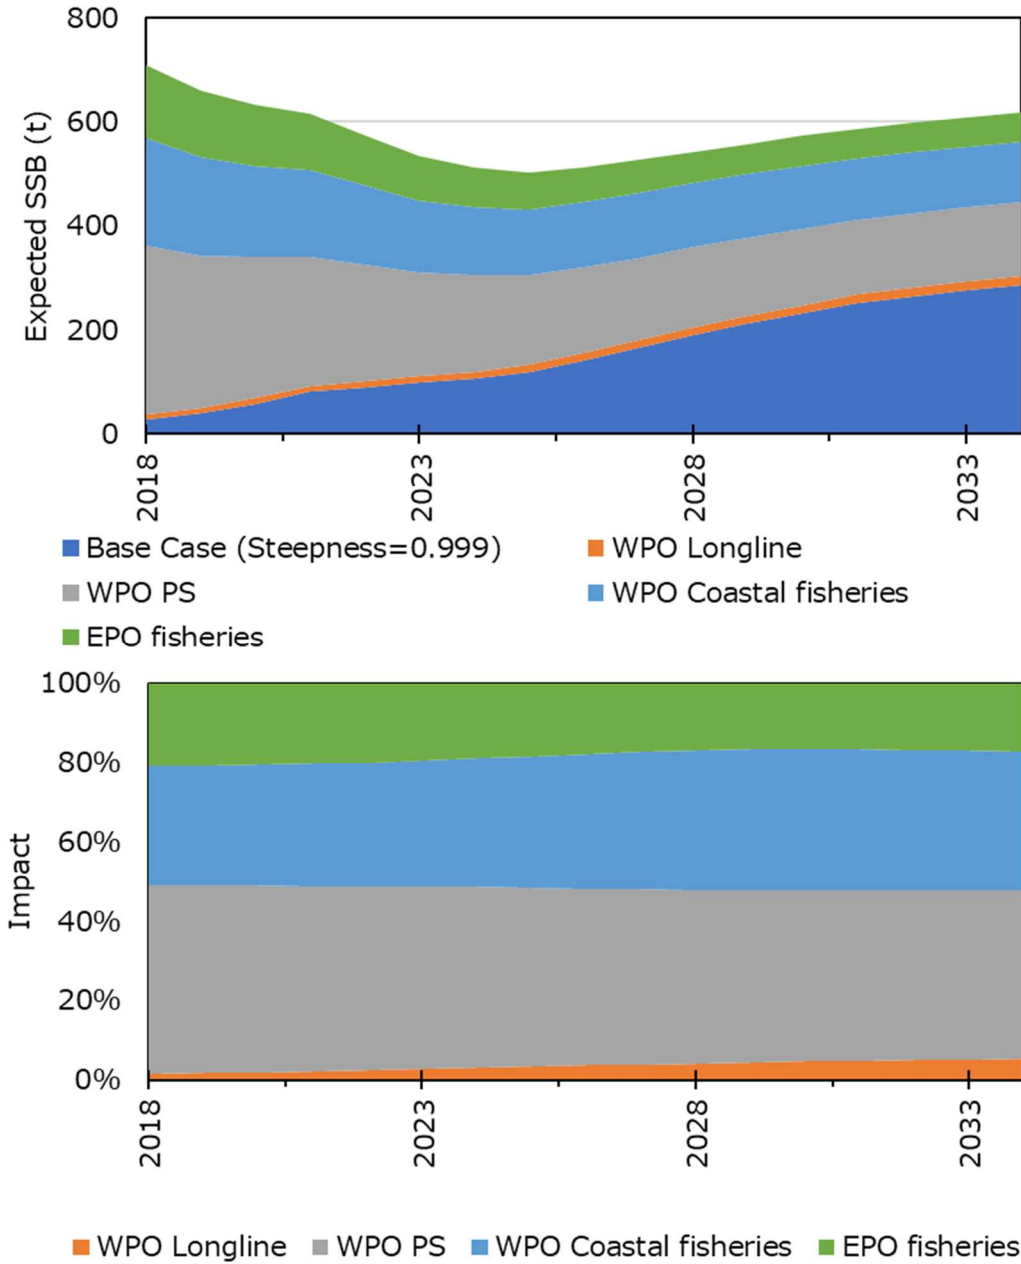 800
600
400
200
0
Expected SSB (t)
2018
2023
2028
2033
Base Case (Steepness=0.999)
WPO Longline
WPO PS
WPO Coastal fisheries
EPO fisheries
100%
80%
60%
40%
20%
0%
Impact
2018
2023
2028
2033
WPO Longline
WPO PS
WPO Coastal fisheries
EPO fisheries